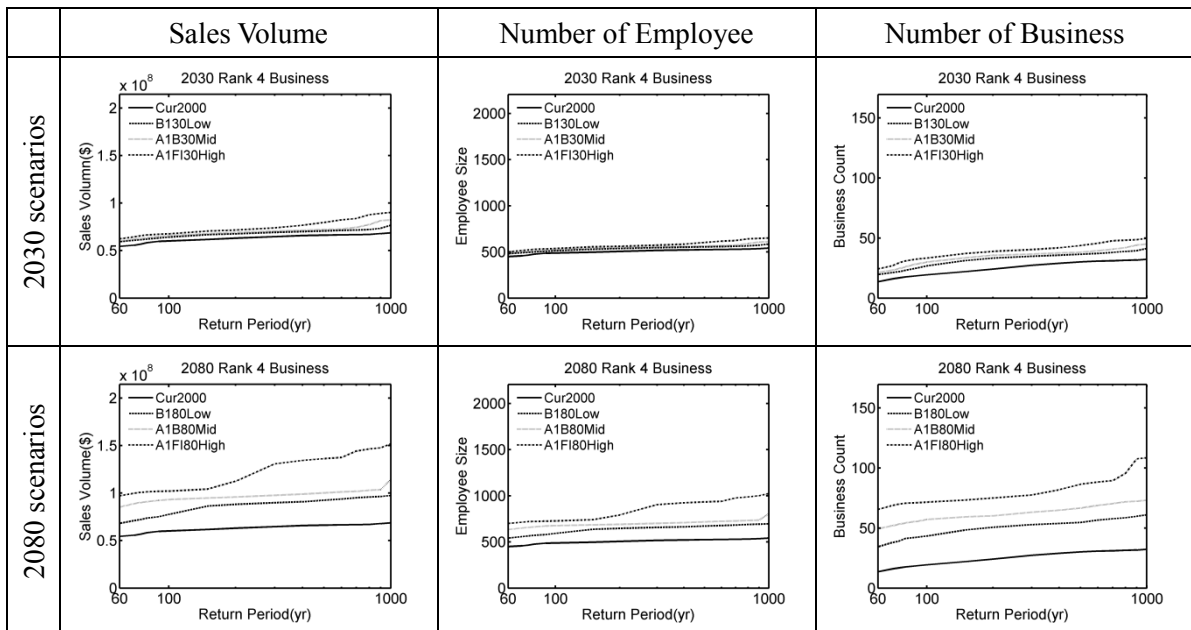 Sales Volume
Number of Employee
Number of Business
2030 scenarios
2030 Rank 4 Business
x 10^8
Sales Volumn($)
2
1.5
1
0.5
0
Cur2000
B130Low
A1B30Mid
A1FI30High
60
100
1000
Return Period(yr)
2030 Rank 4 Business
Employee Size
2000
1500
1000
500
0
Cur2000
B130Low
A1B30Mid
A1FI30High
60
100
1000
Return Period(yr)
2030 Rank 4 Business
Business Count
150
100
50
0
Cur2000
B130Low
A1B30Mid
A1FI30High
60
100
1000
Return Period(yr)
2080 scenarios
2080 Rank 4 Business
x 10^8
Sales Volume($)
2
1.5
1
0.5
0
Cur2000
B180Low
A1B80Mid
A1FI80High
60
100
1000
Return Period(yr)
2080 Rank 4 Business
Employee Size
2000
1500
1000
500
0
Cur2000
B180Low
A1B80Mid
A1FI80High
60
100
1000
Return Period(yr)
2080 Rank 4 Business
Business Count
150
100
50
0
Cur2000
B180Low
A1B80Mid
A1FI80High
60
100
1000
Return Period(yr)